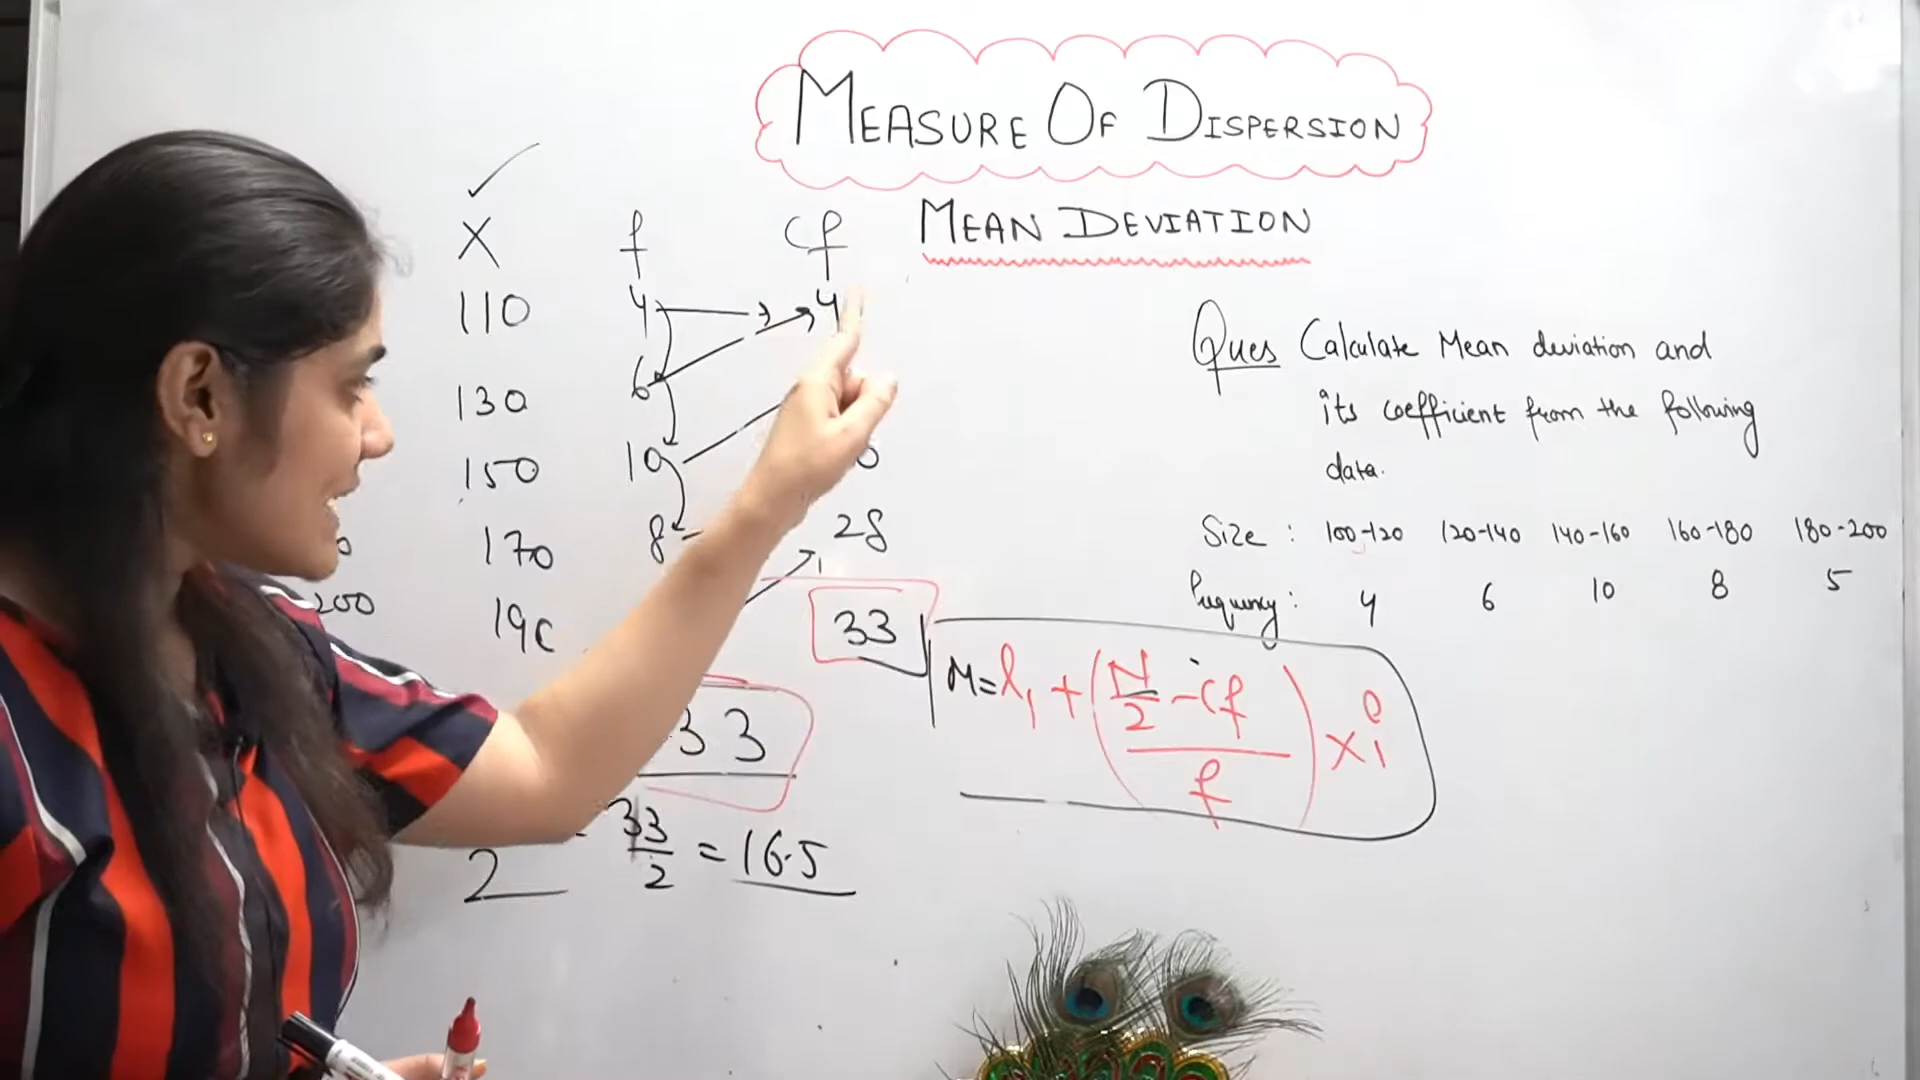 MEASURE OF DISPERSION
MEAN DEVIATION
X f Cf
110 4 4
130 6
150 10
170 8 28
200 190 33
33
2 33/2 = 16.5
Ques Calculate Mean deviation and
its coefficient from the following
data.
Size : 100-120 120-140 140-160 160-180 180-200
frequency : 4 6 10 8 5
M = l₁ + (N/2 - cf / f) × i